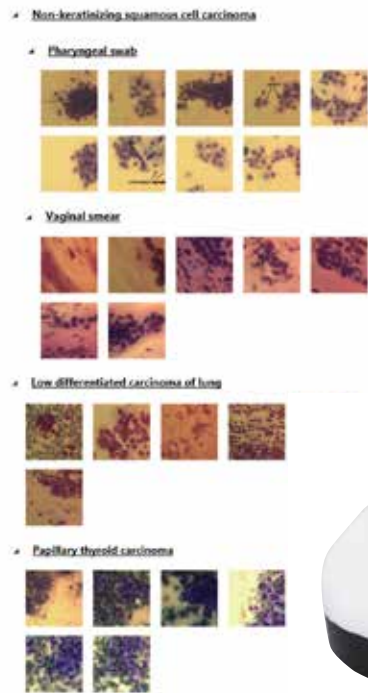 Non-keratinizing squamous cell carcinoma
Pharyngeal swab
Vaginal smear
Low differentiated carcinoma of lung
Papillary thyroid carcinoma